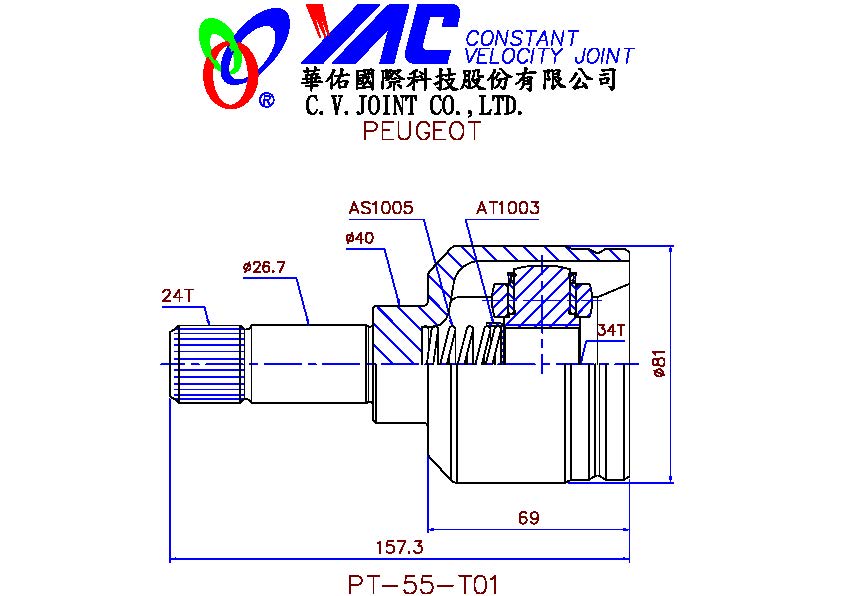 YAC CONSTANT
VELOCITY JOINT
®
華佑國際科技股份有限公司
C.V.JOINT CO.,LTD.
PEUGEOT
AS1005
AT1003
ø40
ø26.7
24T
34T
ø81
69
157.3
PT-55-T01